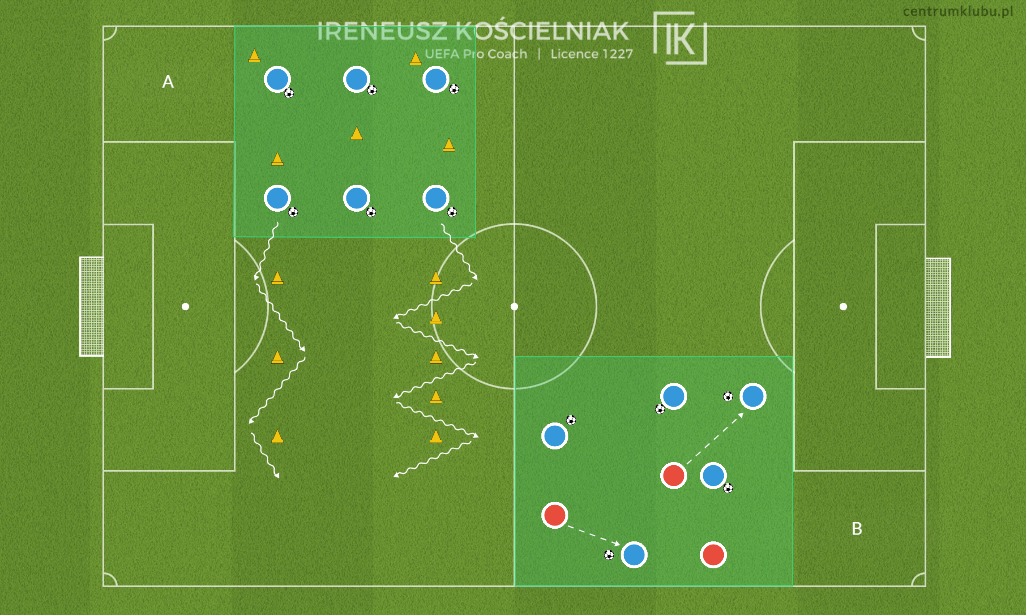 centrumklubu.pl
IRENEUSZ KOŚCIELNIAK
UEFA Pro Coach | Licence 1227
IK
A
B